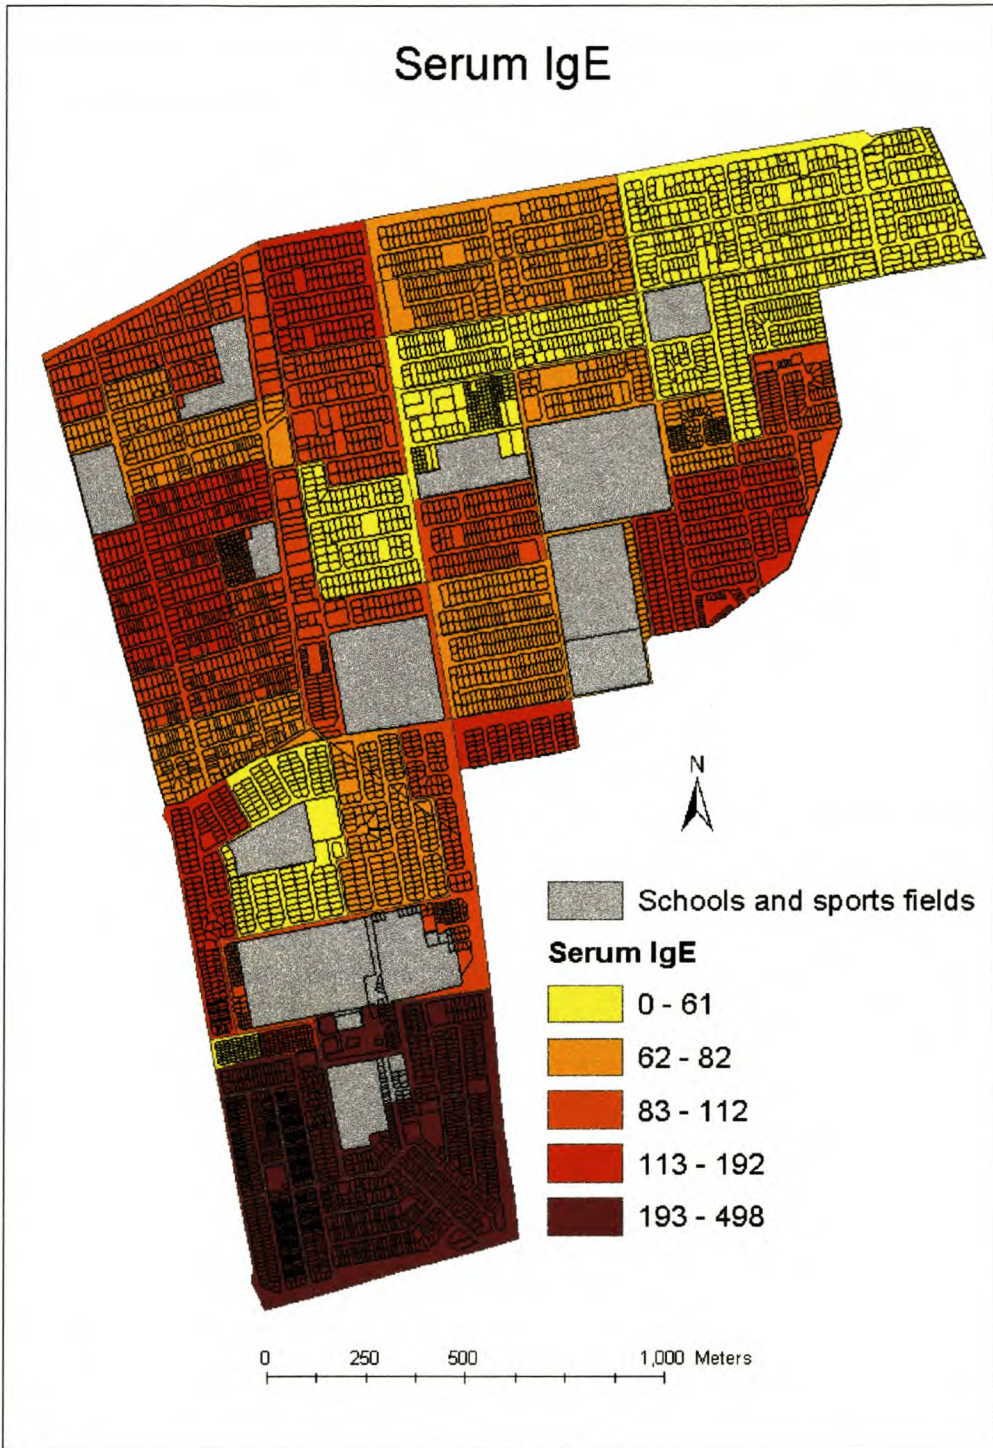 Serum IgE
N
Schools and sports fields
Serum IgE
0 - 61
62 - 82
83 - 112
113 - 192
193 - 498
0 250 500 1,000 Meters